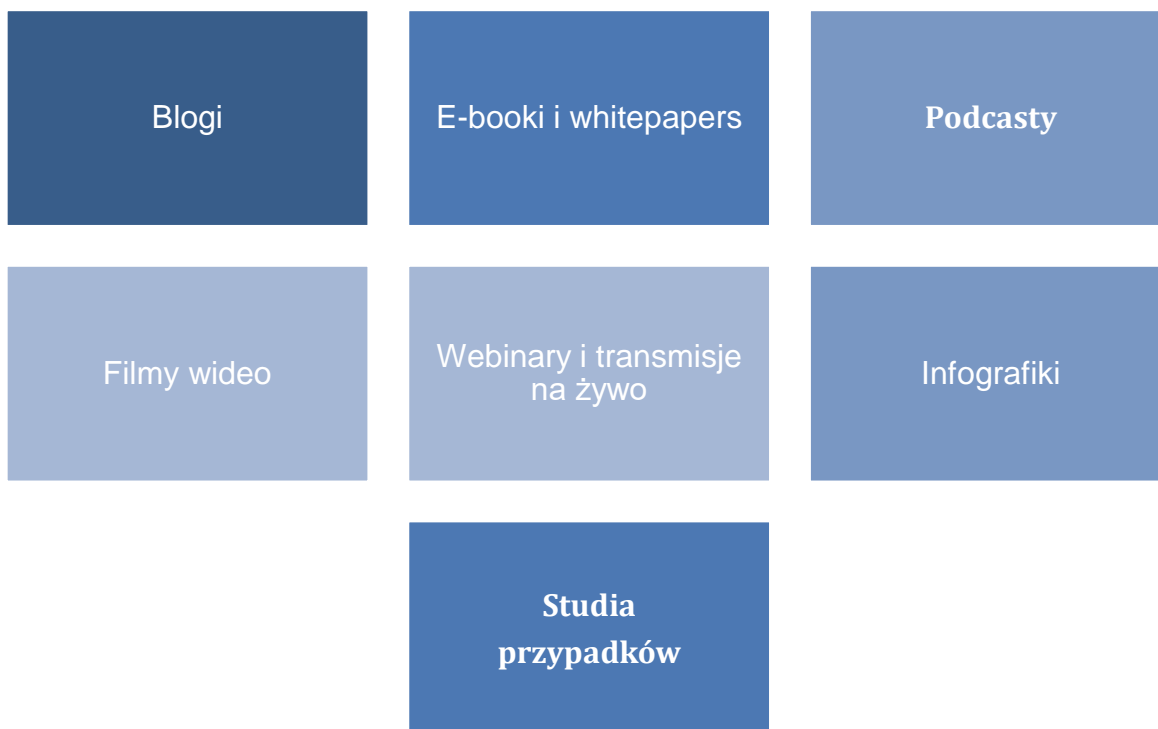 Blogi
E-booki i whitepapers
Podcasty
Filmy wideo
Webinary i transmisje
na żywo
Infografiki
Studia
przypadków